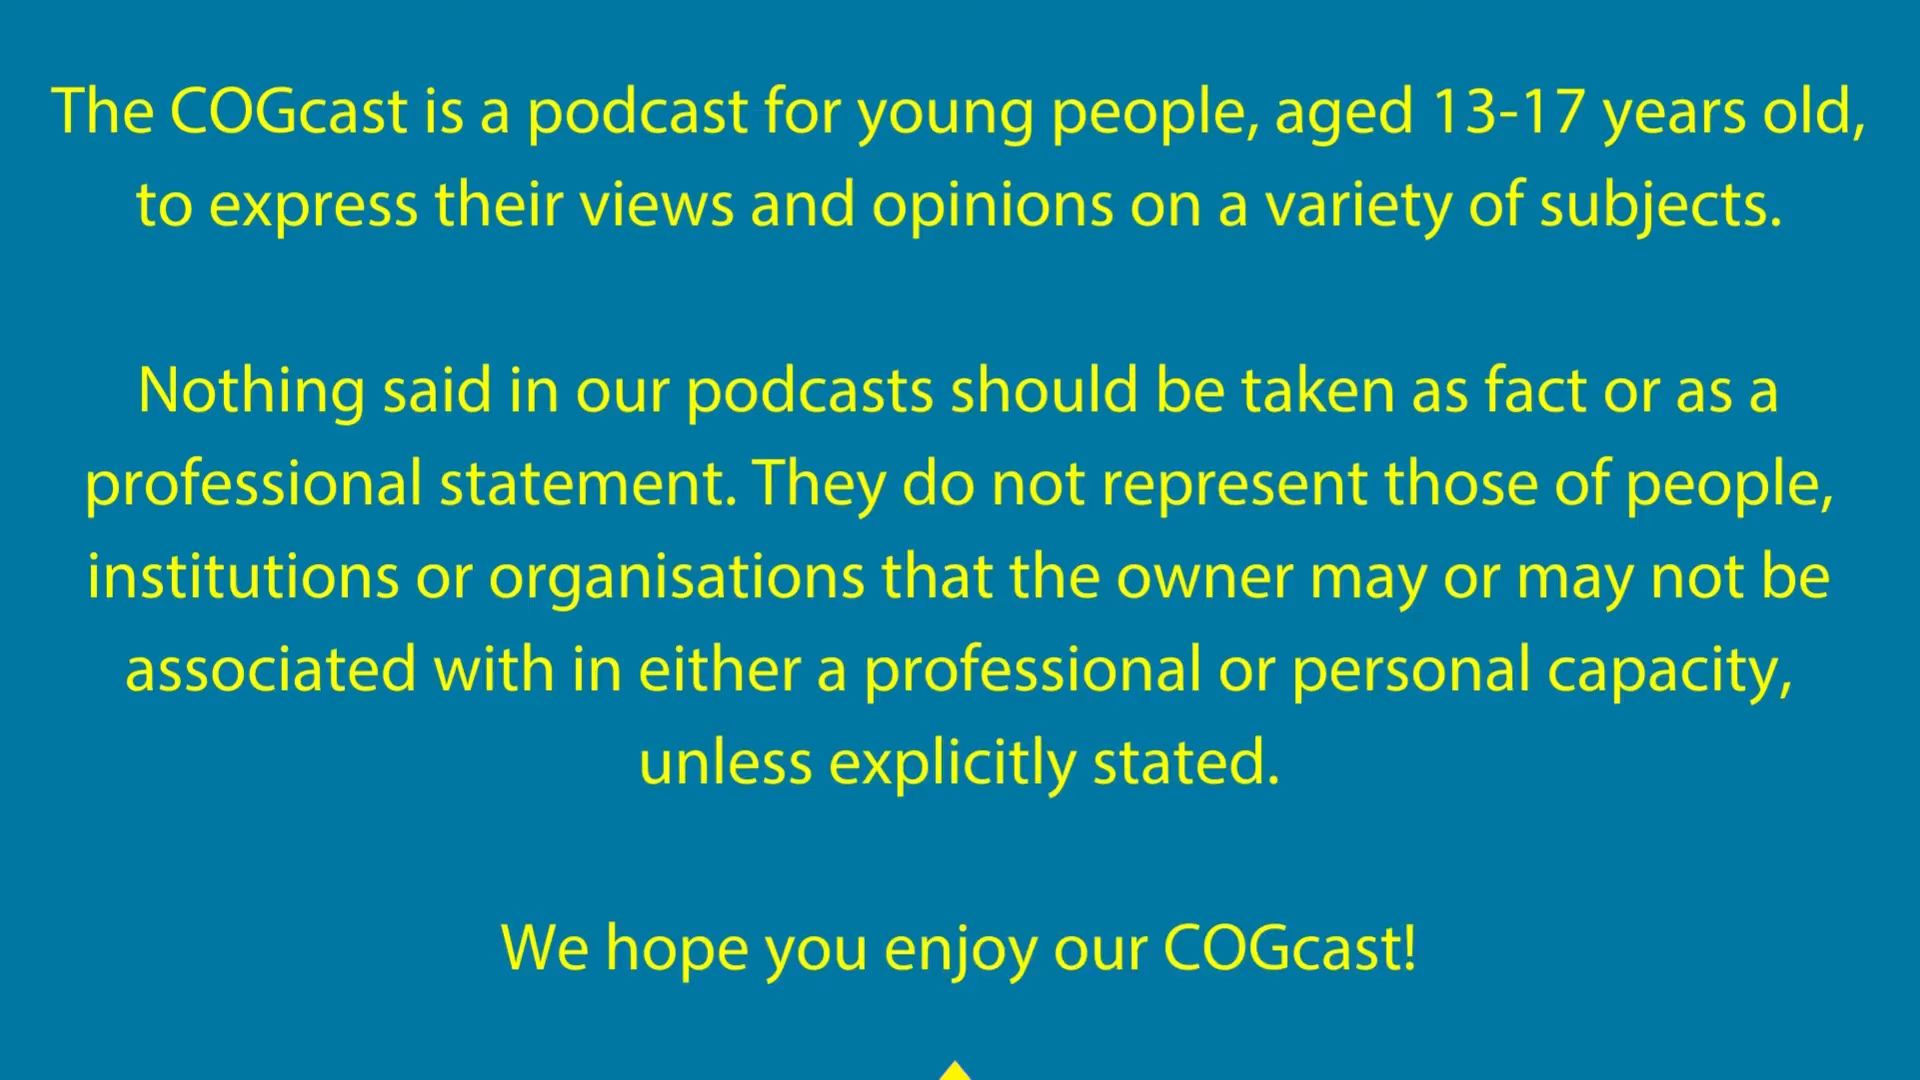 The COGcast is a podcast for young people, aged 13-17 years old,
to express their views and opinions on a variety of subjects.
Nothing said in our podcasts should be taken as fact or as a
professional statement. They do not represent those of people,
institutions or organisations that the owner may or may not be
associated with in either a professional or personal capacity,
unless explicitly stated.
We hope you enjoy our COGcast!